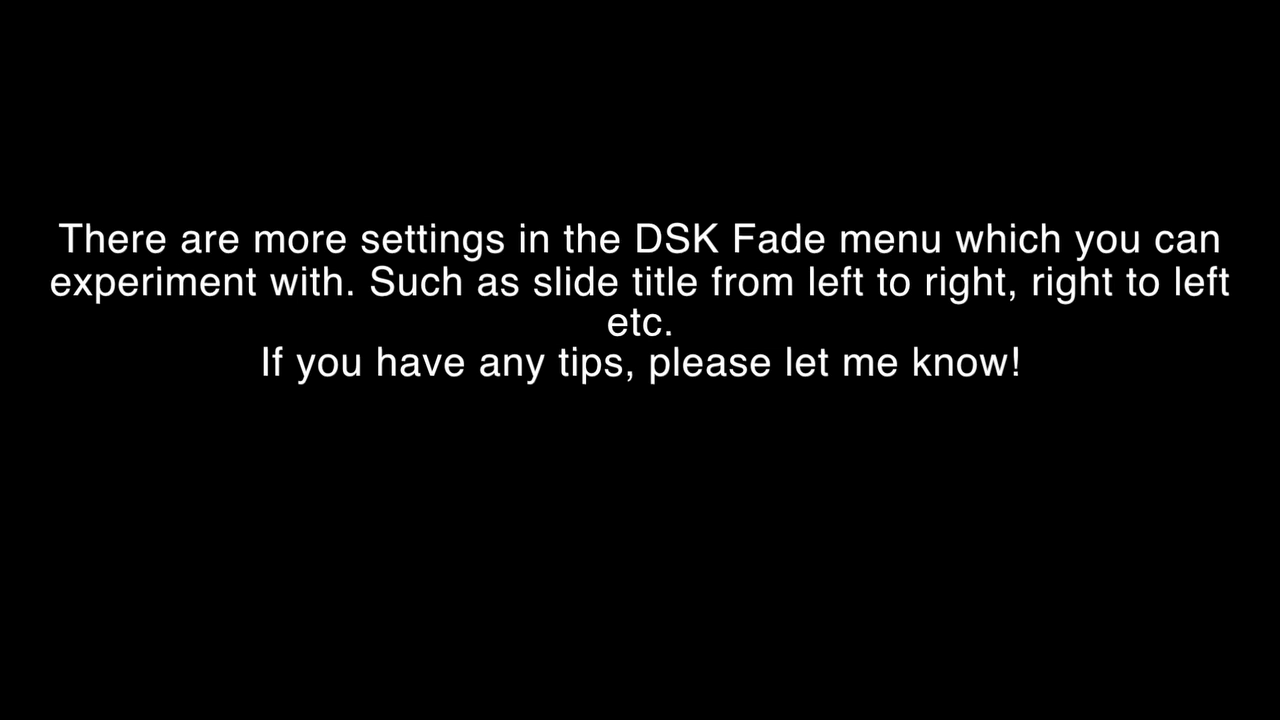 There are more settings in the DSK Fade menu which you can
experiment with. Such as slide title from left to right, right to left
etc.
If you have any tips, please let me know!